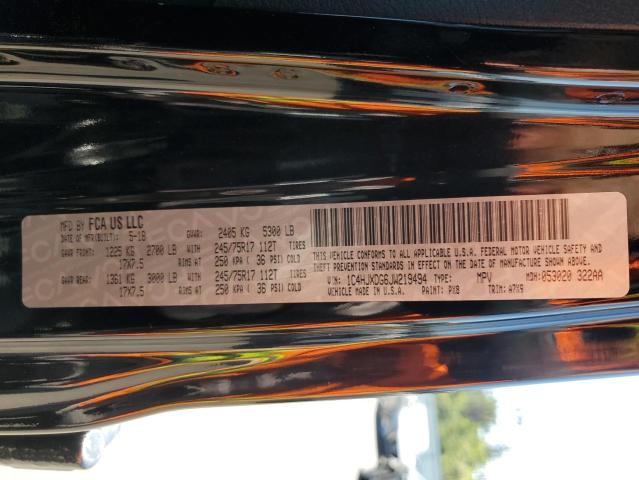 MFD BY FCA US LLC
DATE OF MFR(BUILT): 5-18 GVWR: 2405 KG 5300 LB
GAWR FRONT: 1225 KG 2700 LB WITH 245/75R17 112T TIRES
17X7.5 RIMS AT 250 KPA ( 36 PSI) COLD
GAWR REAR: 1361 KG 3000 LB WITH 245/75R17 112T TIRES
17X7.5 RIMS AT 250 KPA ( 36 PSI) COLD
THIS VEHICLE CONFORMS TO ALL APPLICABLE U.S.A. FEDERAL MOTOR VEHICLE SAFETY AND
THEFT PREVENTION STANDARDS IN EFFECT ON THE DATE OF MANUFACTURE SHOWN ABOVE.
VIN: 1C4HJXDG6JW219494 TYPE: MPV MDH: 053020 322AA
VEHICLE MADE IN U.S.A. PAINT: PX8 TRIM: A7X9